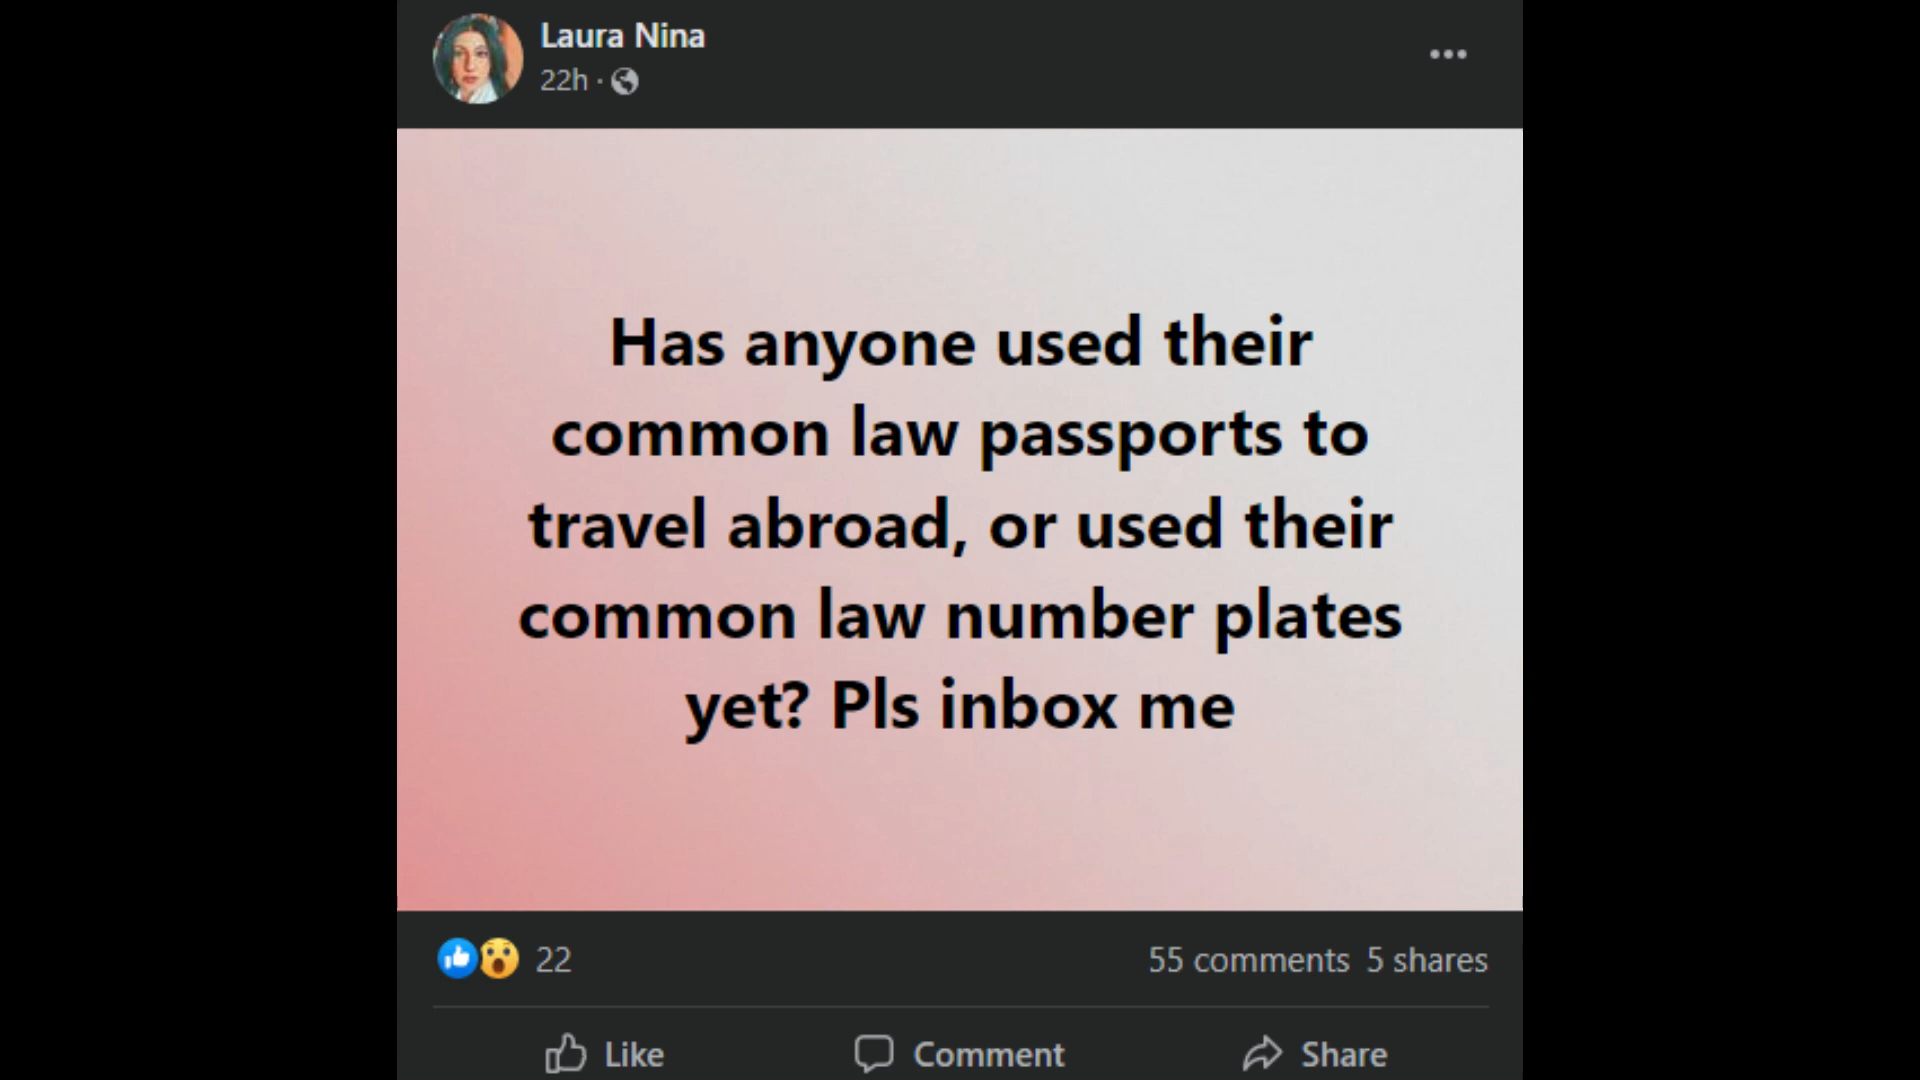 Laura Nina
22h ·
Has anyone used their
common law passports to
travel abroad, or used their
common law number plates
yet? Pls inbox me
22
55 comments 5 shares
Like
Comment
Share